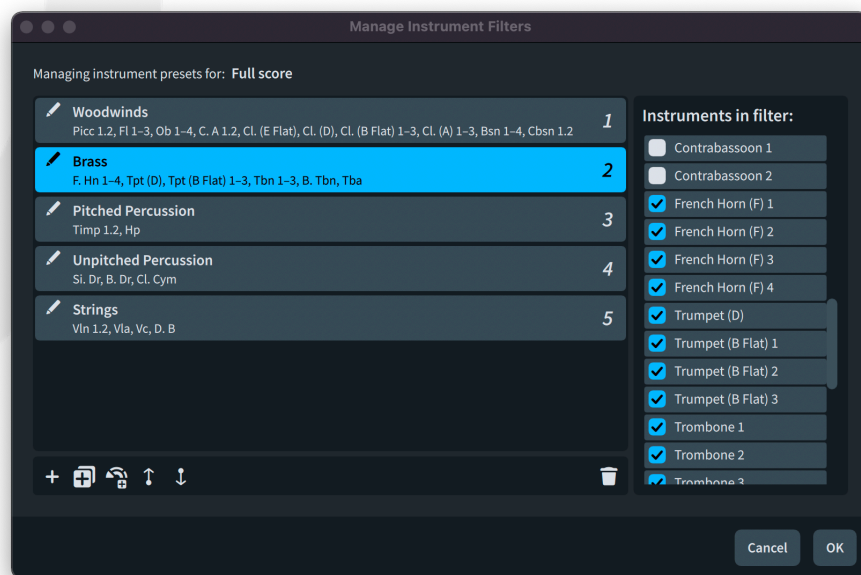 Manage Instrument Filters
Managing instrument presets for: Full score
Woodwinds
Picc 1.2, Fl 1–3, Ob 1–4, C. A 1.2, Cl. (E Flat), Cl. (D), Cl. (B Flat) 1–3, Cl. (A) 1–3, Bsn 1–4, Cbsn 1.2
1
Brass
F. Hn 1–4, Tpt (D), Tpt (B Flat) 1–3, Tbn 1–3, B. Tbn, Tba
2
Pitched Percussion
Timp 1.2, Hp
3
Unpitched Percussion
Si. Dr, B. Dr, Cl. Cym
4
Strings
Vln 1.2, Vla, Vc, D. B
5
Instruments in filter:
Contrabassoon 1
Contrabassoon 2
French Horn (F) 1
French Horn (F) 2
French Horn (F) 3
French Horn (F) 4
Trumpet (D)
Trumpet (B Flat) 1
Trumpet (B Flat) 2
Trumpet (B Flat) 3
Trombone 1
Trombone 2
Trombone 3
Cancel
OK